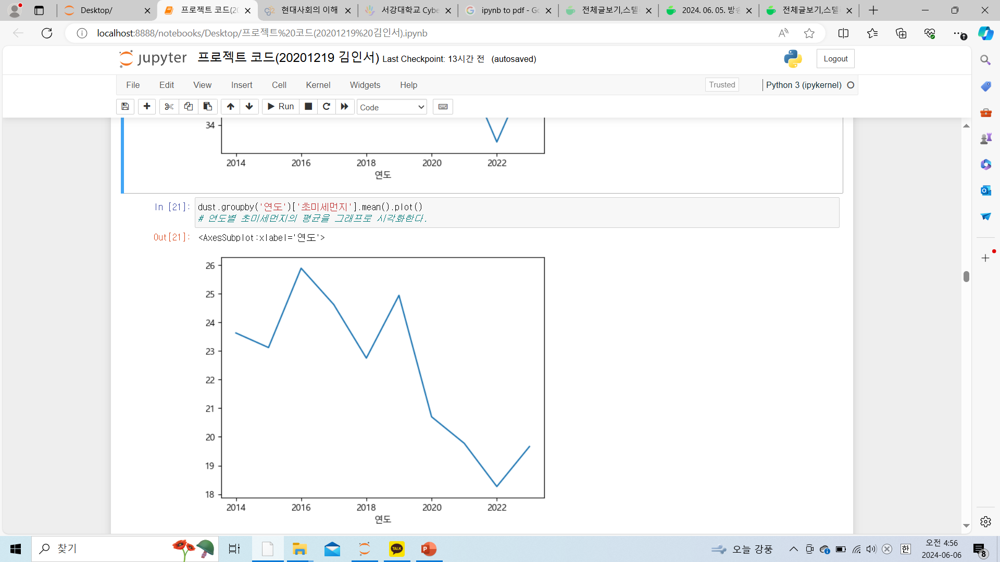 Desktop/
프로젝트 코드(20
현대사회의 이해
서강대학교 Cybe
ipynb to pdf - Go
전체글보기,스텔
2024. 06. 05. 방송
전체글보기,스텔
localhost:8888/notebooks/Desktop/프로젝트%20코드(20201219%20김인서).ipynb
jupyter 프로젝트 코드(20201219 김인서) Last Checkpoint: 13시간 전 (autosaved)
Logout
File Edit View Insert Cell Kernel Widgets Help
Trusted
Python 3 (ipykernel)
Run
Code
34
2014 2016 2018 2020 2022
연도
In [21]: dust.groupby('연도')['초미세먼지'].mean().plot()
# 연도별 초미세먼지의 평균을 그래프로 시각화한다.
Out[21]: <AxesSubplot:xlabel='연도'>
26
25
24
23
22
21
20
19
18
2014 2016 2018 2020 2022
연도
찾기
TALK
P
오늘 강풍
한
오전 4:56
2024-06-06
8